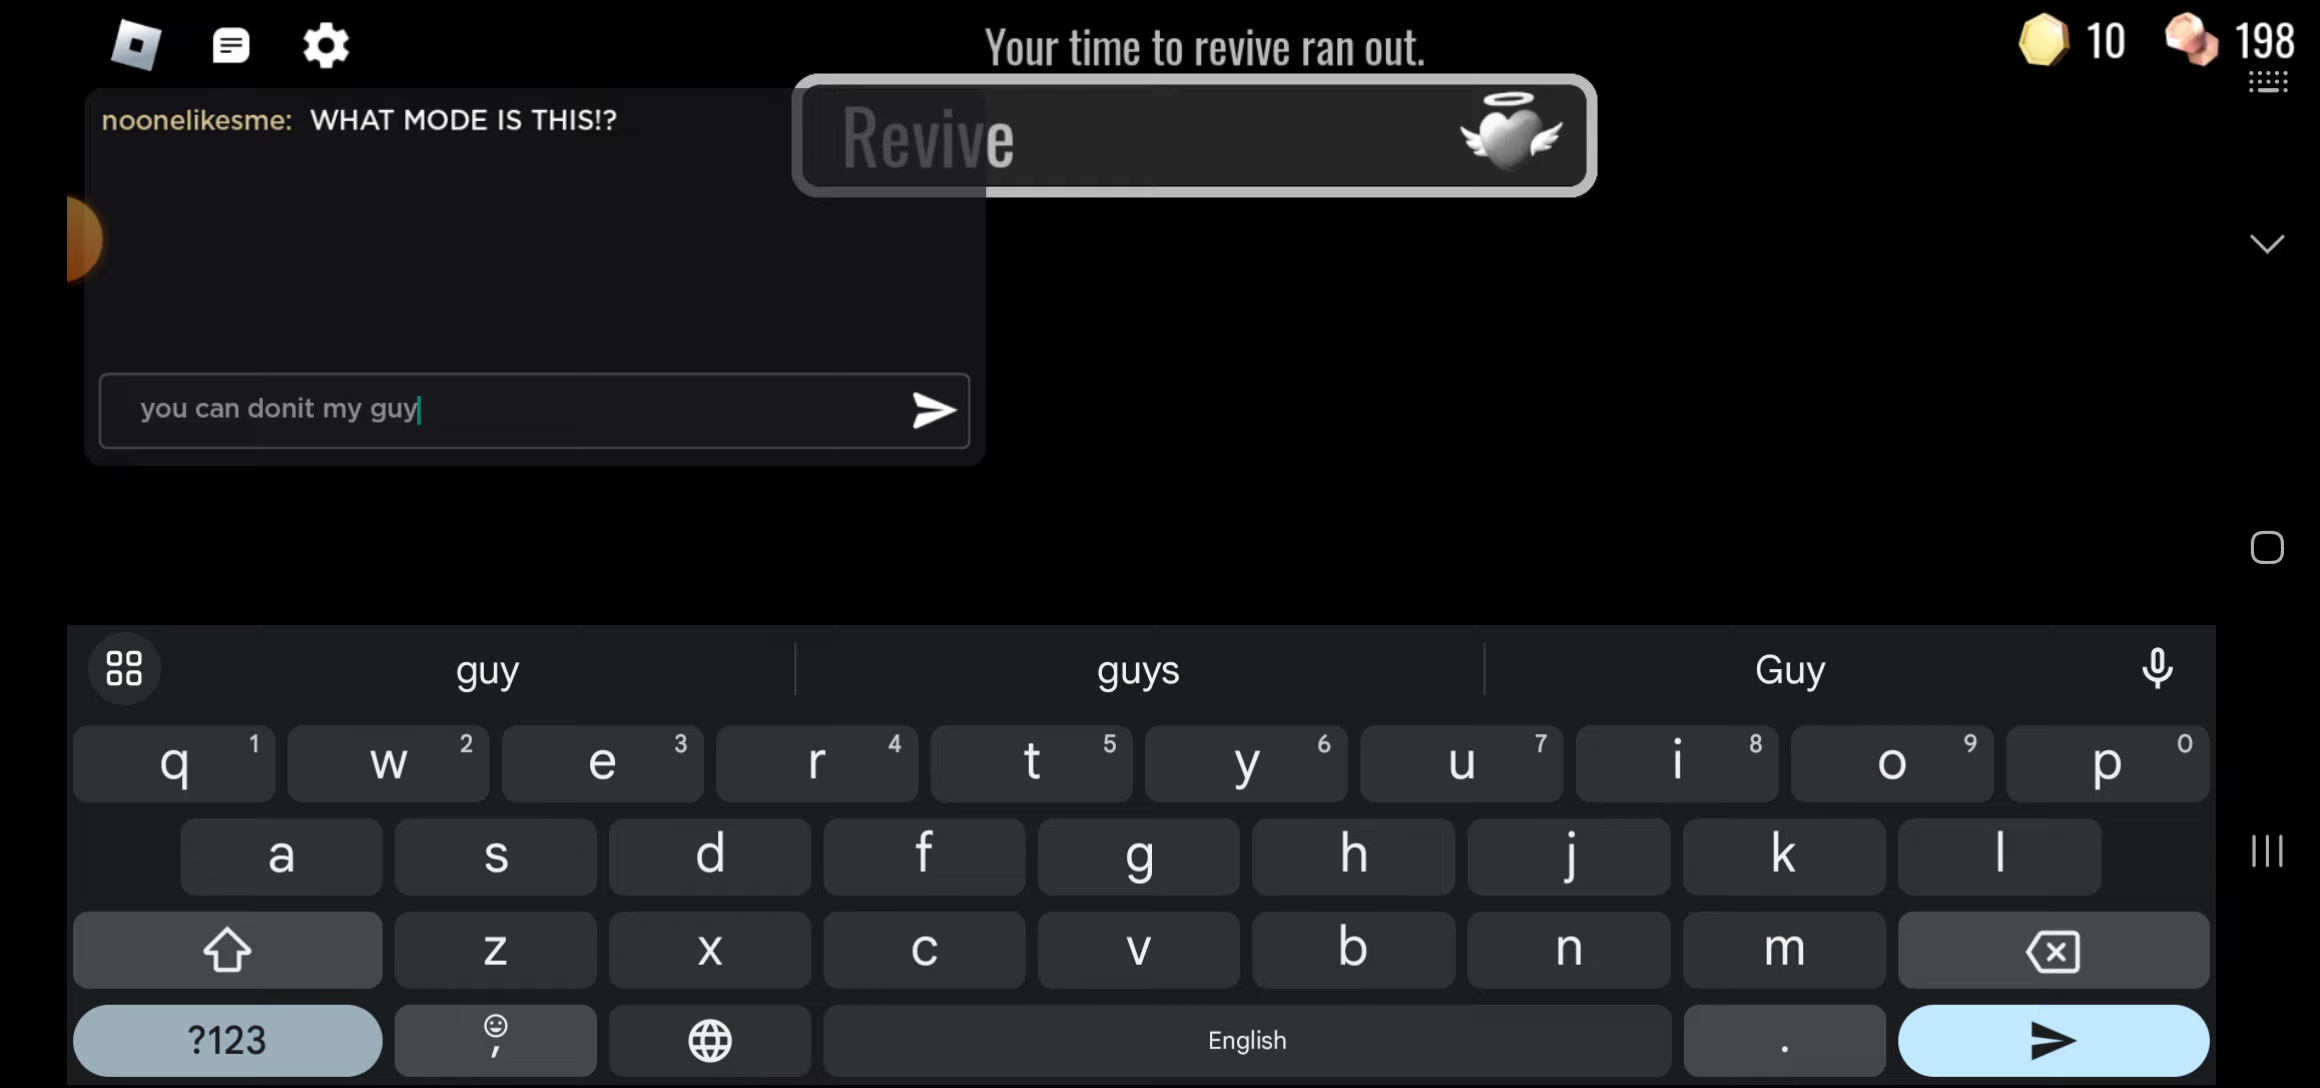 Your time to revive ran out.
10
198
noonelikesme: WHAT MODE IS THIS!?
Revive
you can donit my guy
guy guys Guy
q 1 w 2 e 3 r 4 t 5 y 6 u 7 i 8 o 9 p 0
a s d f g h j k l
z x c v b n m
?123 , English .